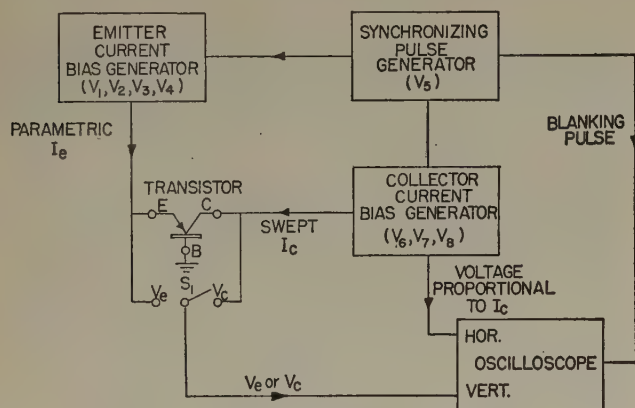 EMITTER
CURRENT
BIAS GENERATOR
(V1, V2, V3, V4)
SYNCHRONIZING
PULSE
GENERATOR
(V5)
PARAMETRIC
Ie
BLANKING
PULSE
TRANSISTOR
E
C
B
SWEPT
Ic
COLLECTOR
CURRENT
BIAS GENERATOR
(V6, V7, V8)
Ve
S1
Vc
VOLTAGE
PROPORTIONAL
TO Ic
HOR.
OSCILLOSCOPE
VERT.
Ve or Vc